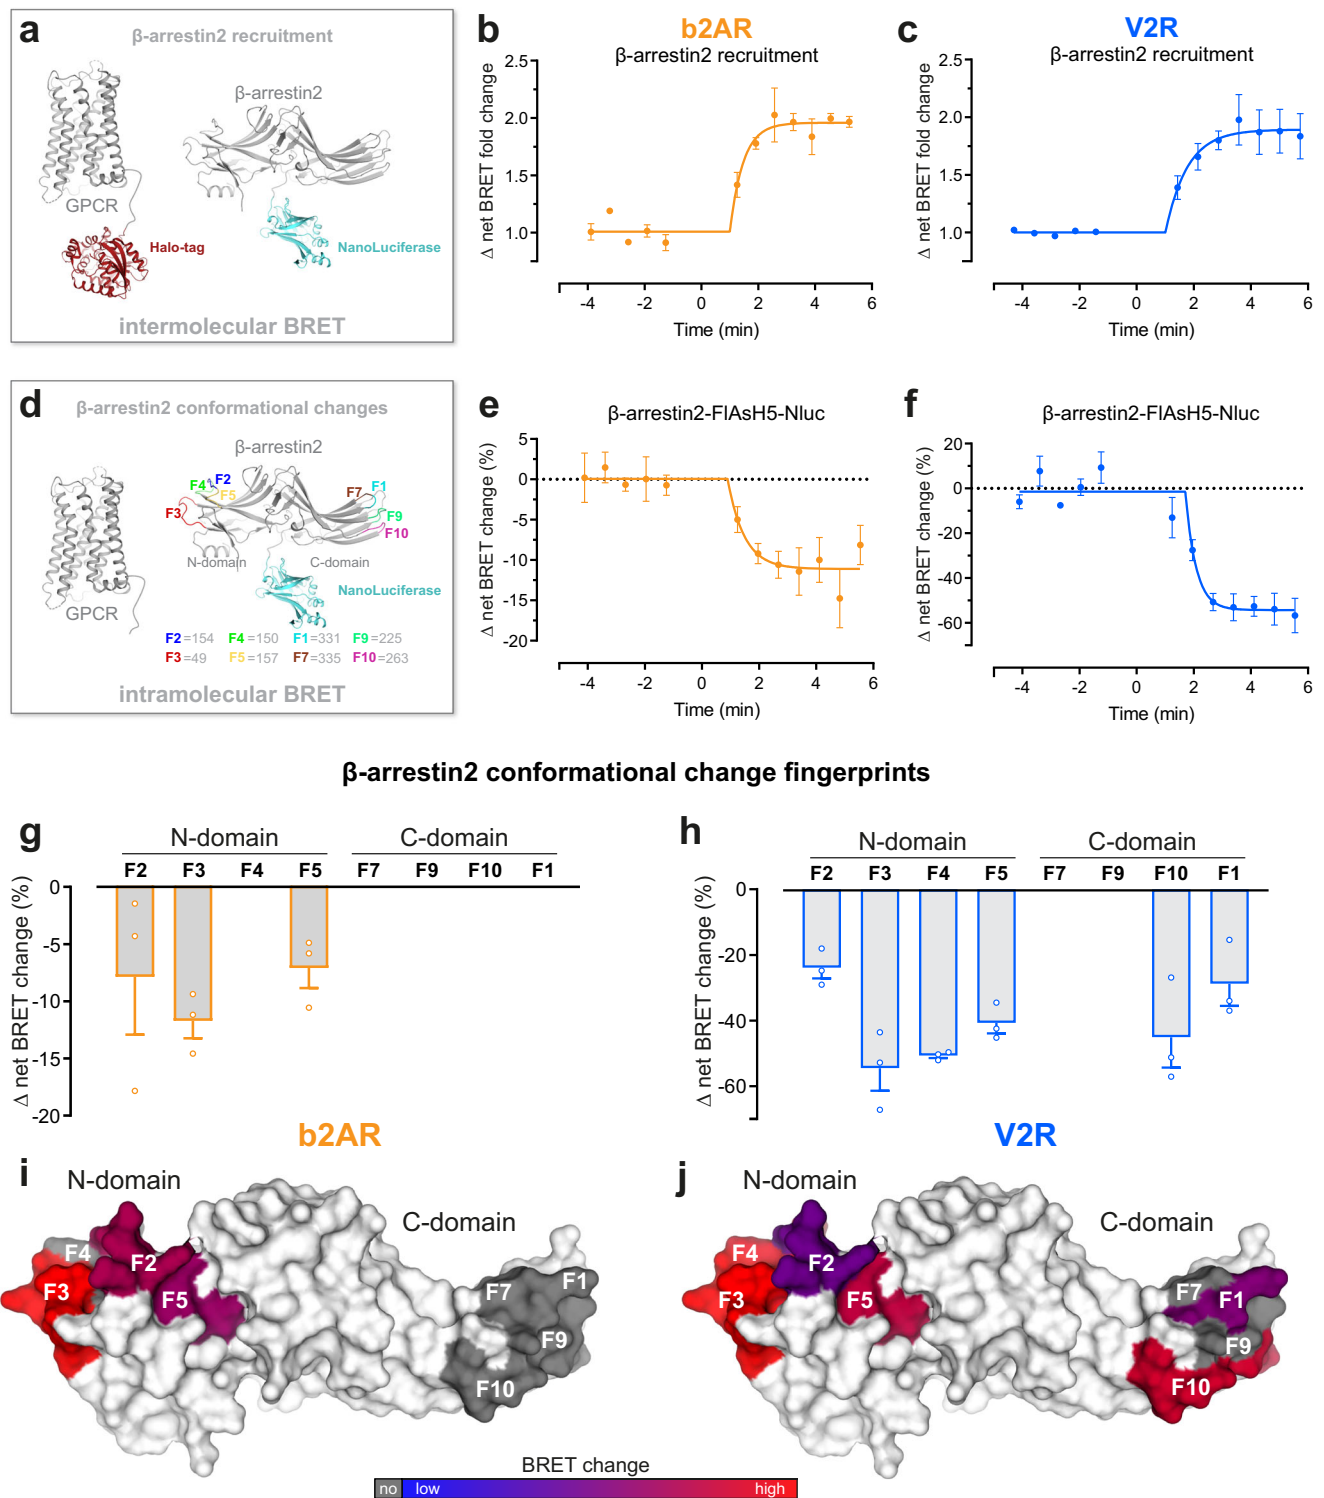 a
β-arrestin2 recruitment
β-arrestin2
GPCR
Halo-tag
NanoLuciferase
intermolecular BRET
b
b2AR
β-arrestin2 recruitment
Δ net BRET fold change
2.5
2.0
1.5
1.0
-4 -2 0 2 4 6
Time (min)
c
V2R
β-arrestin2 recruitment
Δ net BRET fold change
2.5
2.0
1.5
1.0
-4 -2 0 2 4 6
Time (min)
d
β-arrestin2 conformational changes
β-arrestin2
F4 F2
F5
F3
F7 F1
F9
F10
N-domain C-domain
GPCR
NanoLuciferase
F2=154 F4=150 F1=331 F9=225
F3=49 F5=157 F7=335 F10=263
intramolecular BRET
e
β-arrestin2-FlAsH5-Nluc
Δ net BRET change (%)
5
0
-5
-10
-15
-20
-4 -2 0 2 4 6
Time (min)
f
β-arrestin2-FlAsH5-Nluc
Δ net BRET change (%)
20
0
-20
-40
-60
-4 -2 0 2 4 6
Time (min)
β-arrestin2 conformational change fingerprints
g
N-domain C-domain
F2 F3 F4 F5 F7 F9 F10 F1
Δ net BRET change (%)
0
-5
-10
-15
-20
b2AR
h
N-domain C-domain
F2 F3 F4 F5 F7 F9 F10 F1
Δ net BRET change (%)
0
-20
-40
-60
V2R
i
N-domain
C-domain
F4
F2
F3
F5
F7
F1
F9
F10
j
N-domain
C-domain
F4
F2
F3
F5
F7
F1
F9
F10
BRET change
no low high